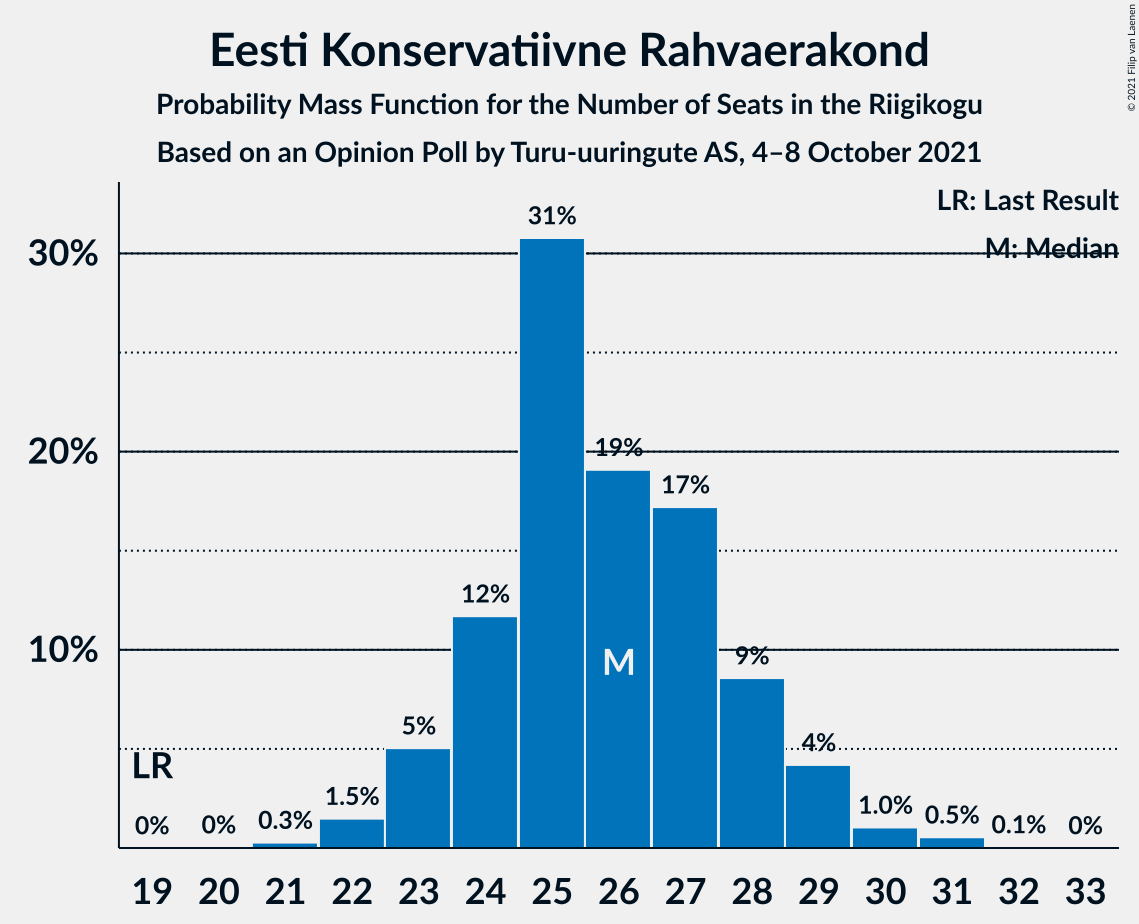 Eesti Konservatiivne Rahvaerakond
Probability Mass Function for the Number of Seats in the Riigikogu
Based on an Opinion Poll by Turu-uuringute AS, 4–8 October 2021
© 2021 Filip van Laenen
LR: Last Result
M: Median
30%
20%
10%
31%
19%
17%
12%
9%
5%
4%
1.5%
1.0%
0.5%
0.3%
0.1%
0%
0%
0%
LR
M
19 20 21 22 23 24 25 26 27 28 29 30 31 32 33